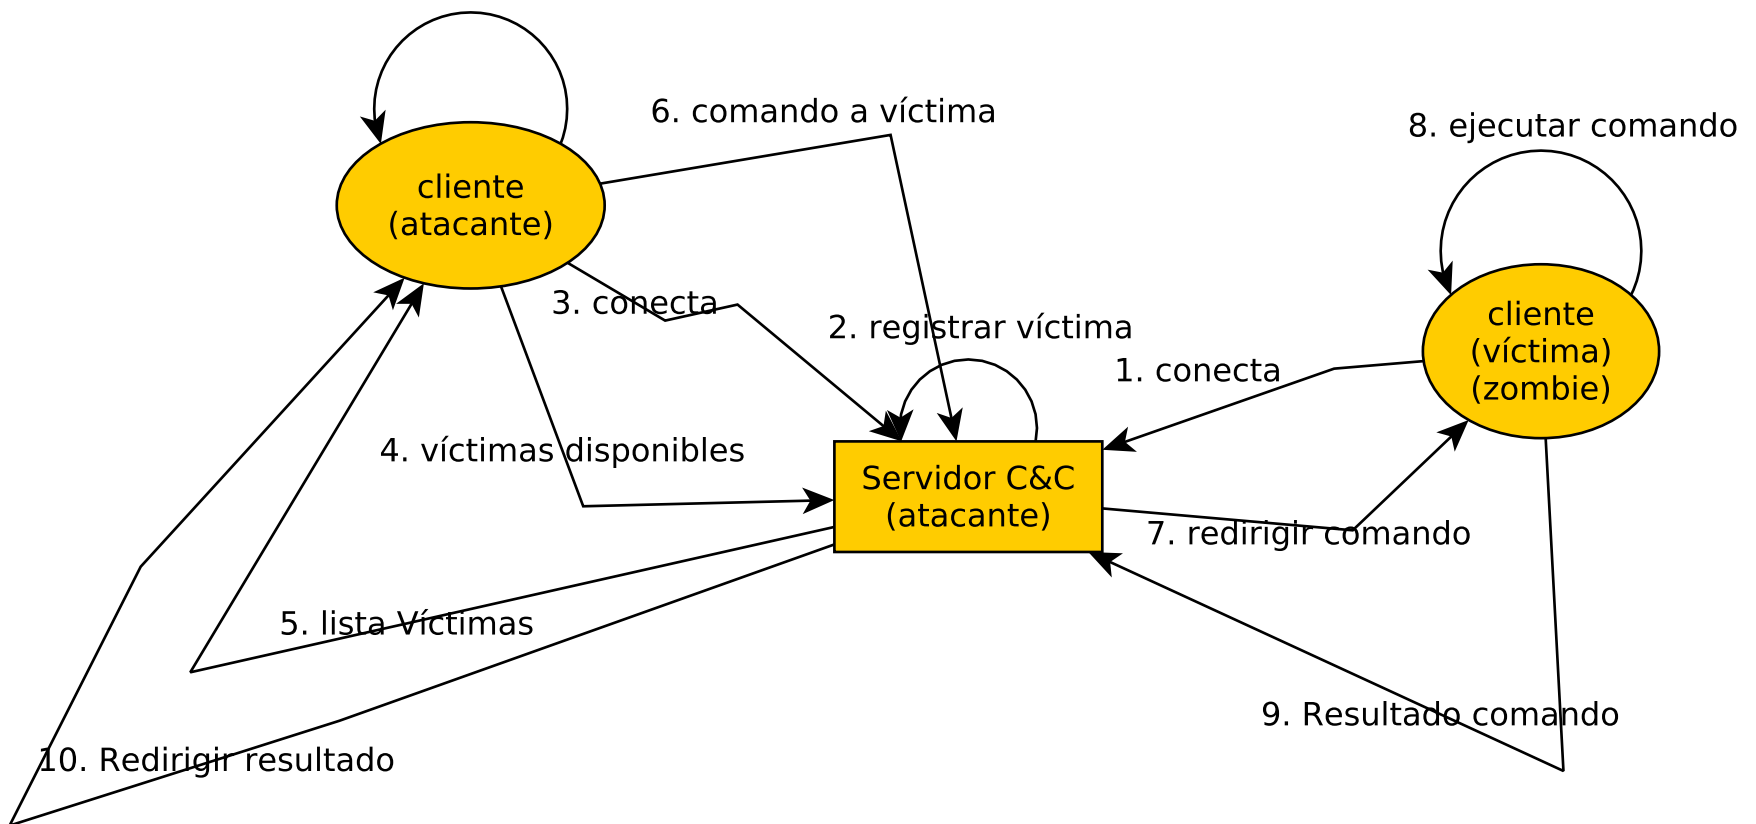 6. comando a víctima
8. ejecutar comando
cliente
(atacante)
3. conecta
2. registrar víctima
1. conecta
cliente
(víctima)
(zombie)
4. víctimas disponibles
Servidor C&C
(atacante)
7. redirigir comando
5. lista Víctimas
9. Resultado comando
10. Redirigir resultado